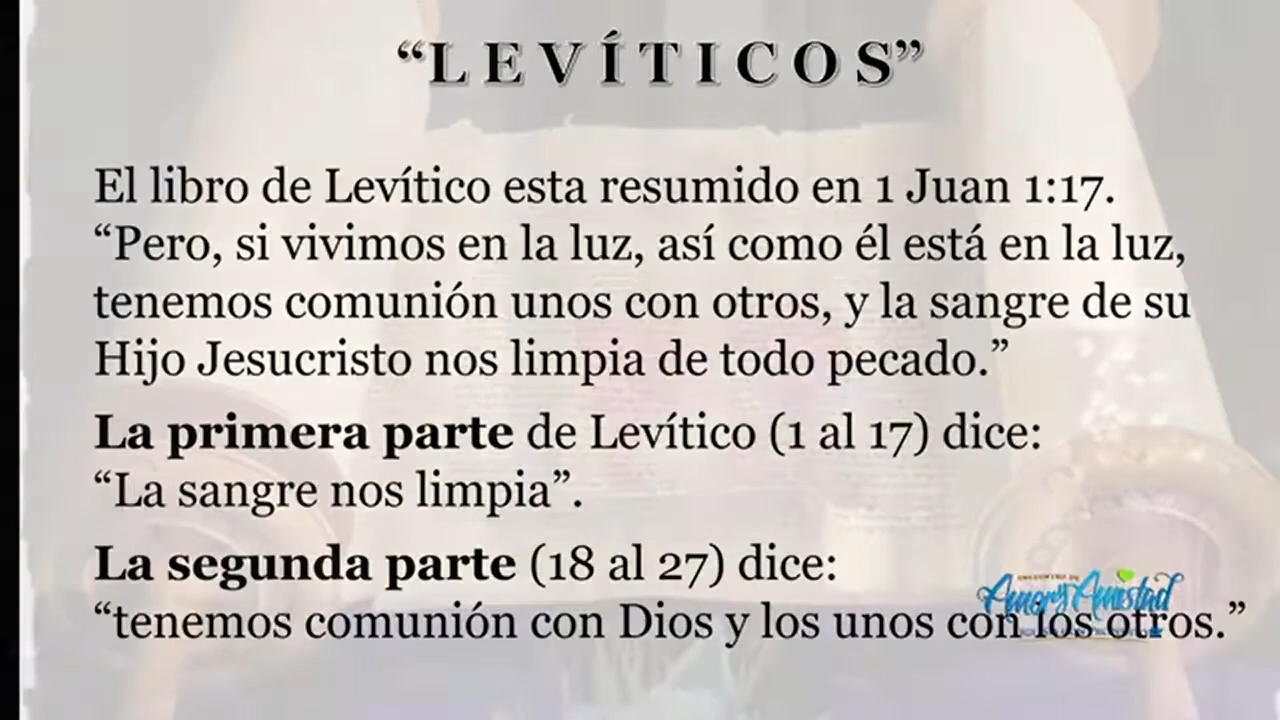 “LEVÍTICOS”
El libro de Levítico esta resumido en 1 Juan 1:17.
“Pero, si vivimos en la luz, así como él está en la luz,
tenemos comunión unos con otros, y la sangre de su
Hijo Jesucristo nos limpia de todo pecado.”
La primera parte de Levítico (1 al 17) dice:
“La sangre nos limpia”.
La segunda parte (18 al 27) dice:
“tenemos comunión con Dios y los unos con los otros.”
Amor y Amistad